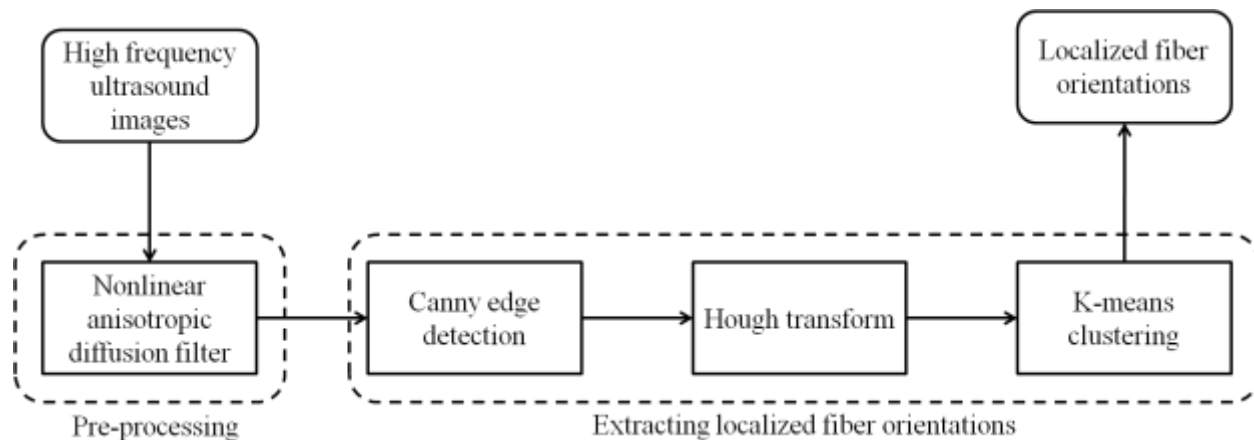 High frequency
ultrasound
images
Localized fiber
orientations
Nonlinear
anisotropic
diffusion filter
Canny edge
detection
Hough transform
K-means
clustering
Pre-processing
Extracting localized fiber orientations